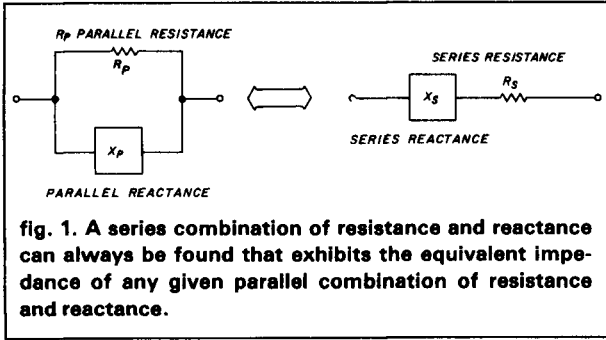 Rp PARALLEL RESISTANCE
Rp
Xp
PARALLEL REACTANCE
SERIES RESISTANCE
Rs
Xs
SERIES REACTANCE
fig. 1. A series combination of resistance and reactance
can always be found that exhibits the equivalent impe-
dance of any given parallel combination of resistance
and reactance.